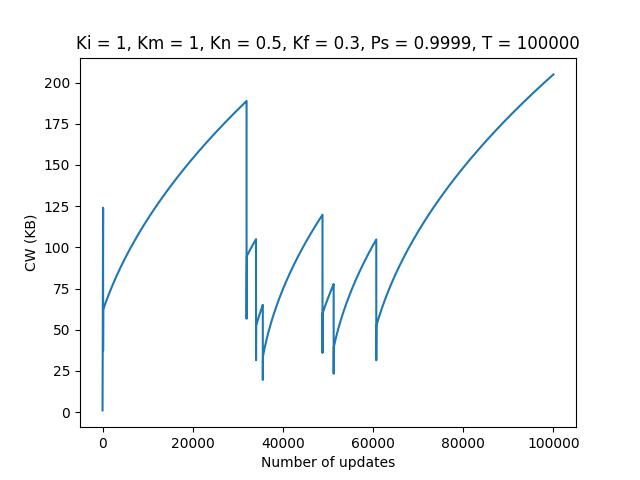 Ki = 1, Km = 1, Kn = 0.5, Kf = 0.3, Ps = 0.9999, T = 100000
200
175
150
125
100
75
50
25
0
CW (KB)
0 20000 40000 60000 80000 100000
Number of updates